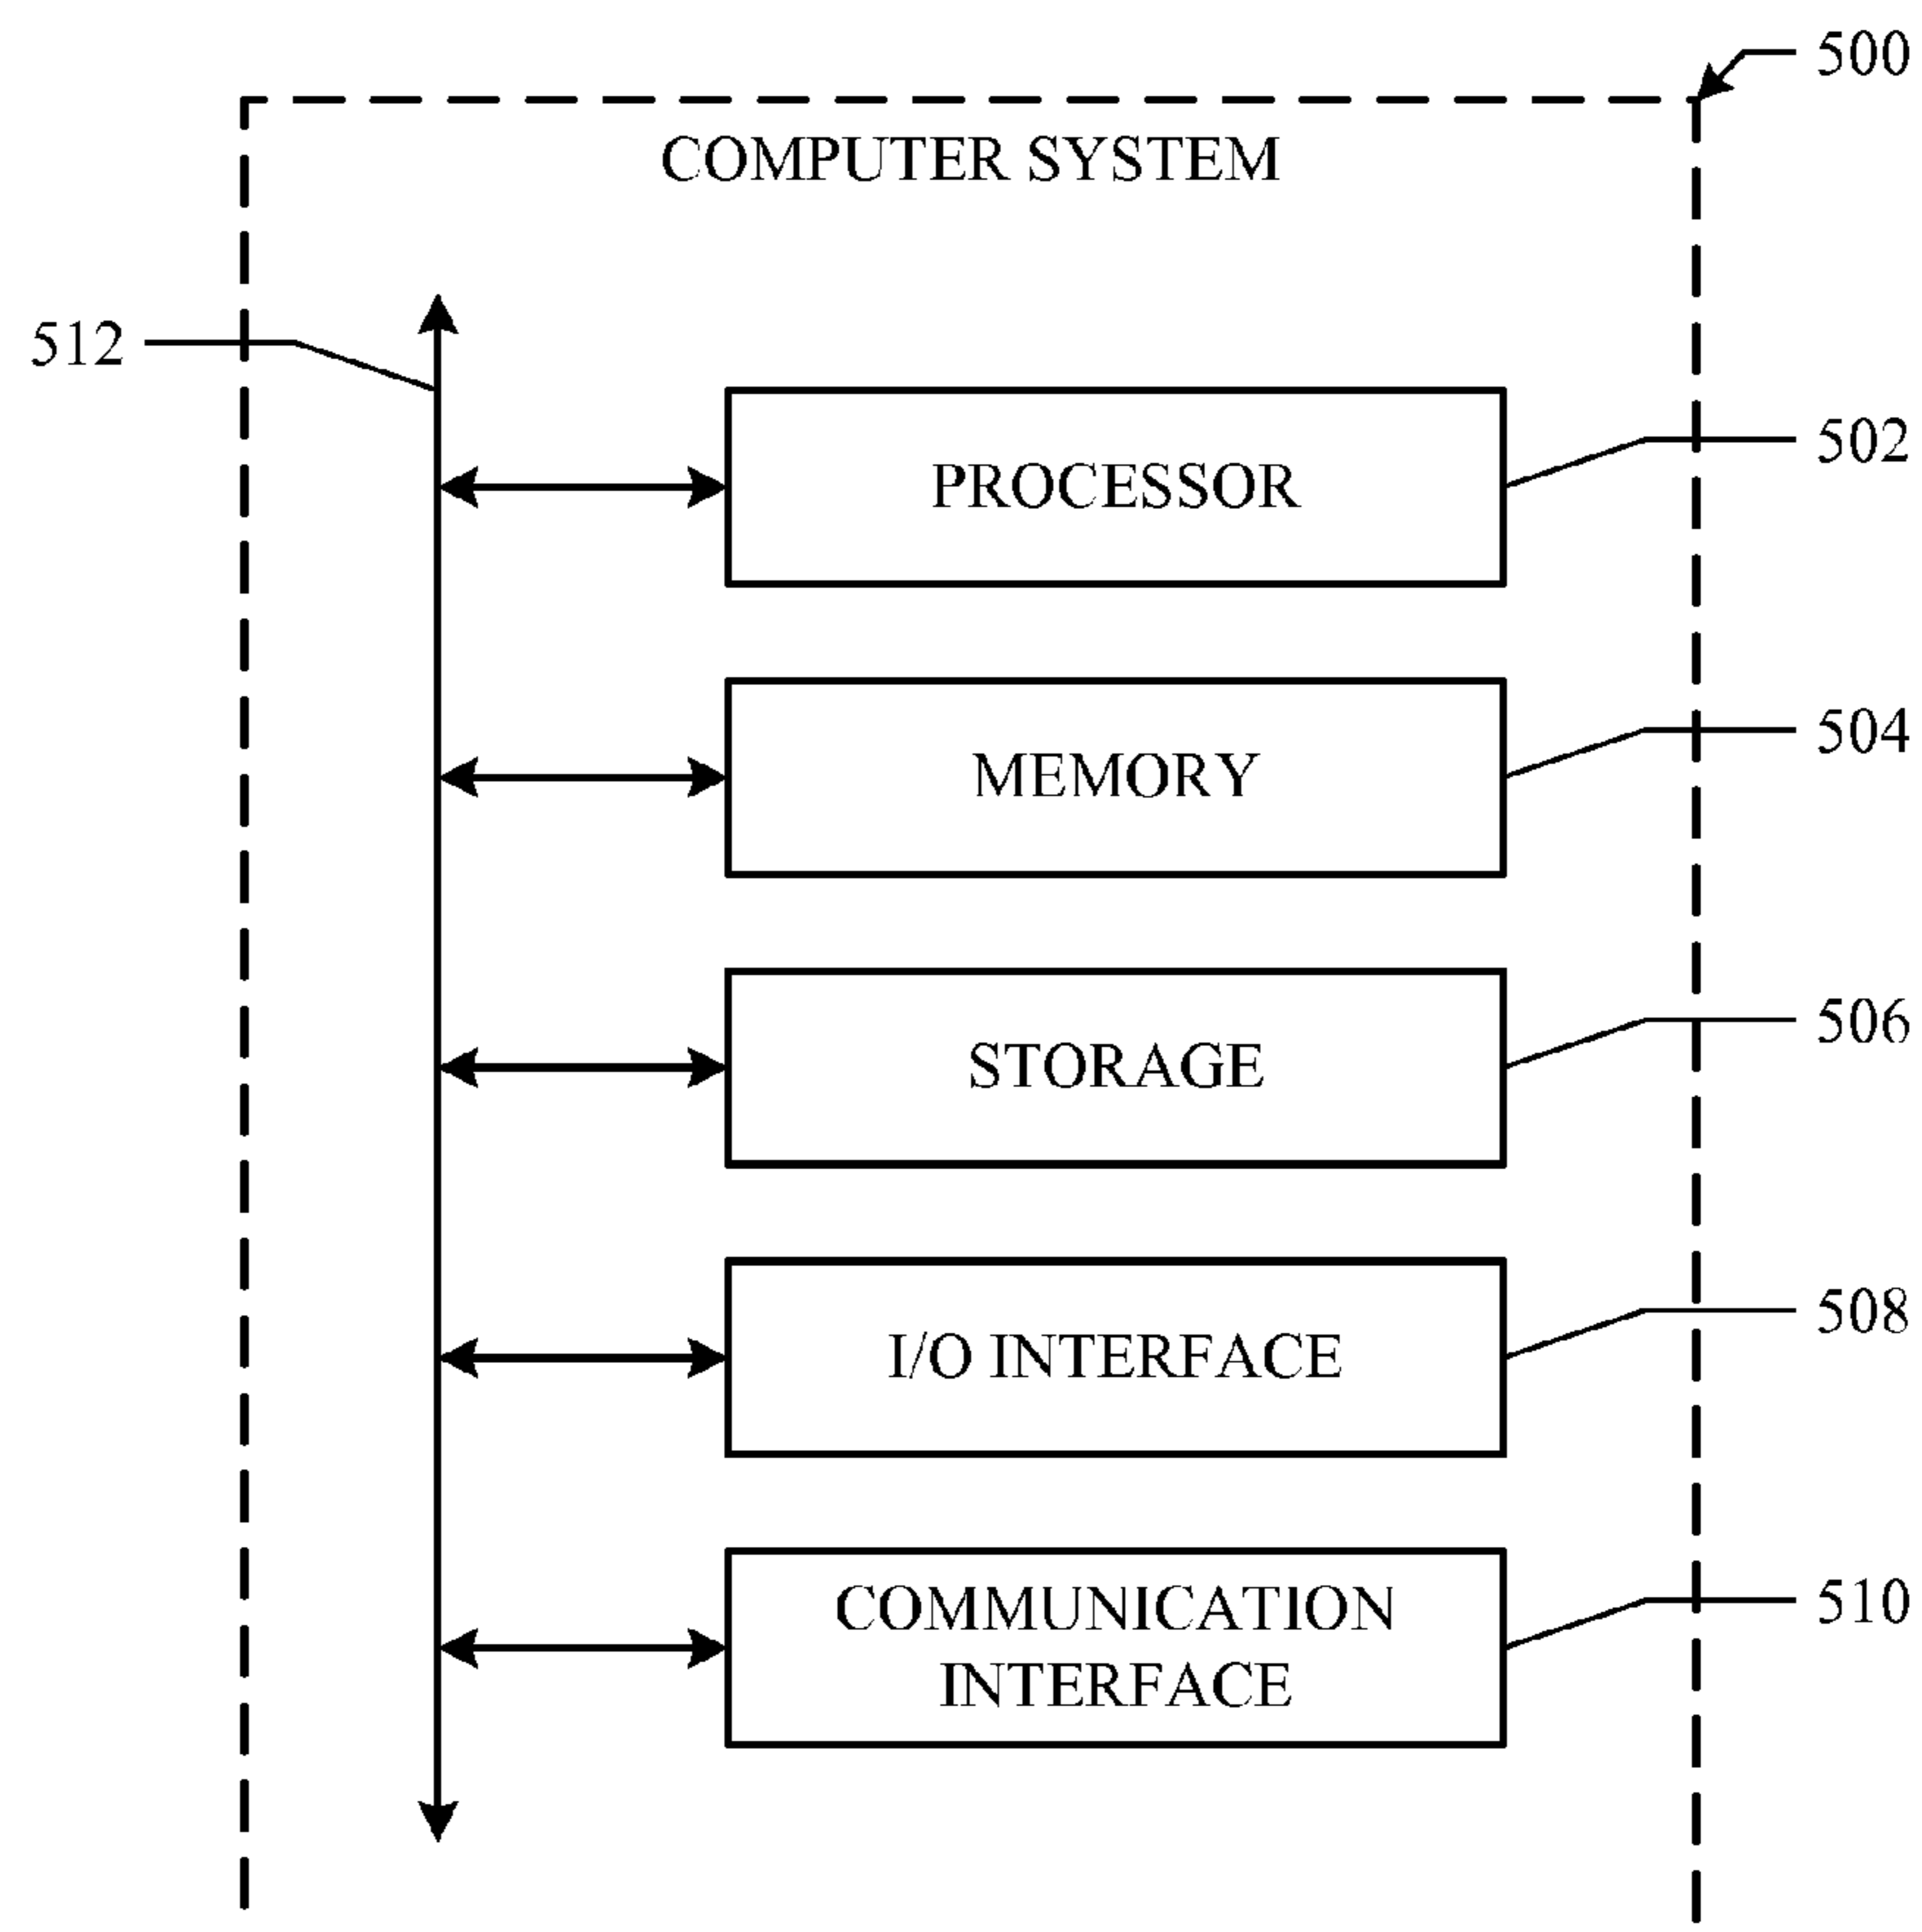 500
COMPUTER SYSTEM
512
PROCESSOR
502
MEMORY
504
STORAGE
506
I/O INTERFACE
508
COMMUNICATION
INTERFACE
510